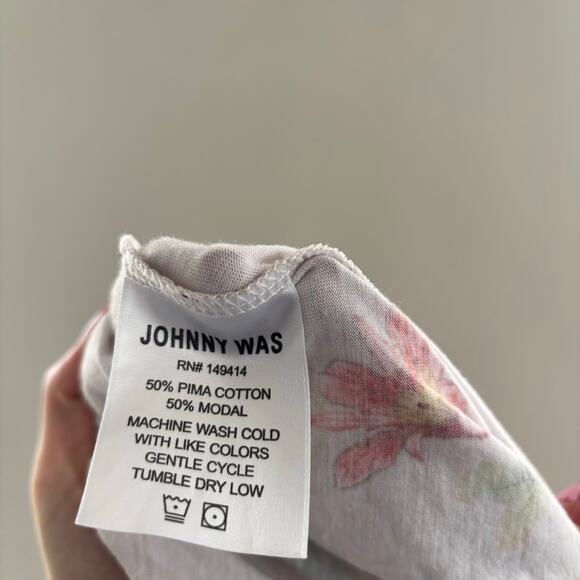 JOHNNY WAS
RN# 149414
50% PIMA COTTON
50% MODAL
MACHINE WASH COLD
WITH LIKE COLORS
GENTLE CYCLE
TUMBLE DRY LOW